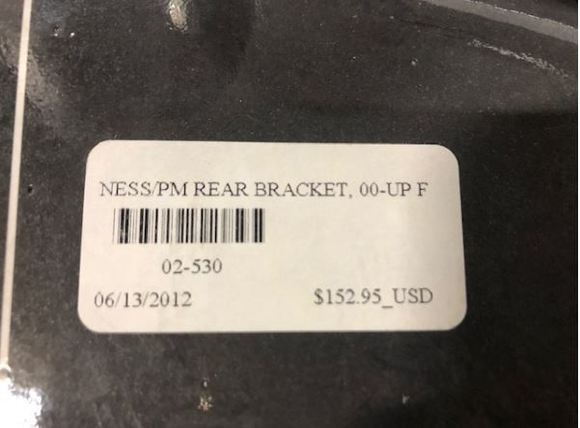 NESS/PM REAR BRACKET, 00-UP F
02-530
06/13/2012 $152.95_USD